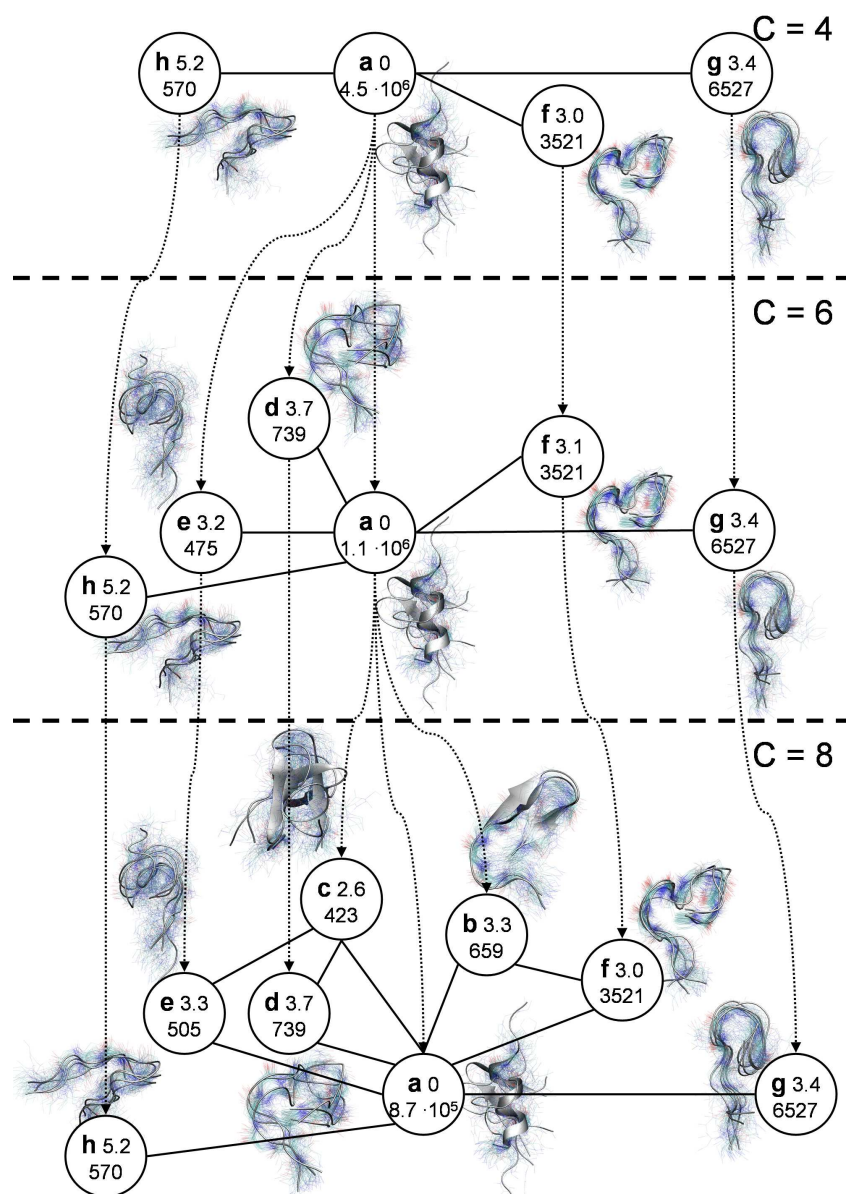 C = 4
h 5.2
570
a 0
4.5 ·10⁶
g 3.4
6527
f 3.0
3521
C = 6
d 3.7
739
f 3.1
3521
e 3.2
475
a 0
1.1 ·10⁶
g 3.4
6527
h 5.2
570
C = 8
c 2.6
423
b 3.3
659
f 3.0
3521
e 3.3
505
d 3.7
739
a 0
8.7 ·10⁵
g 3.4
6527
h 5.2
570